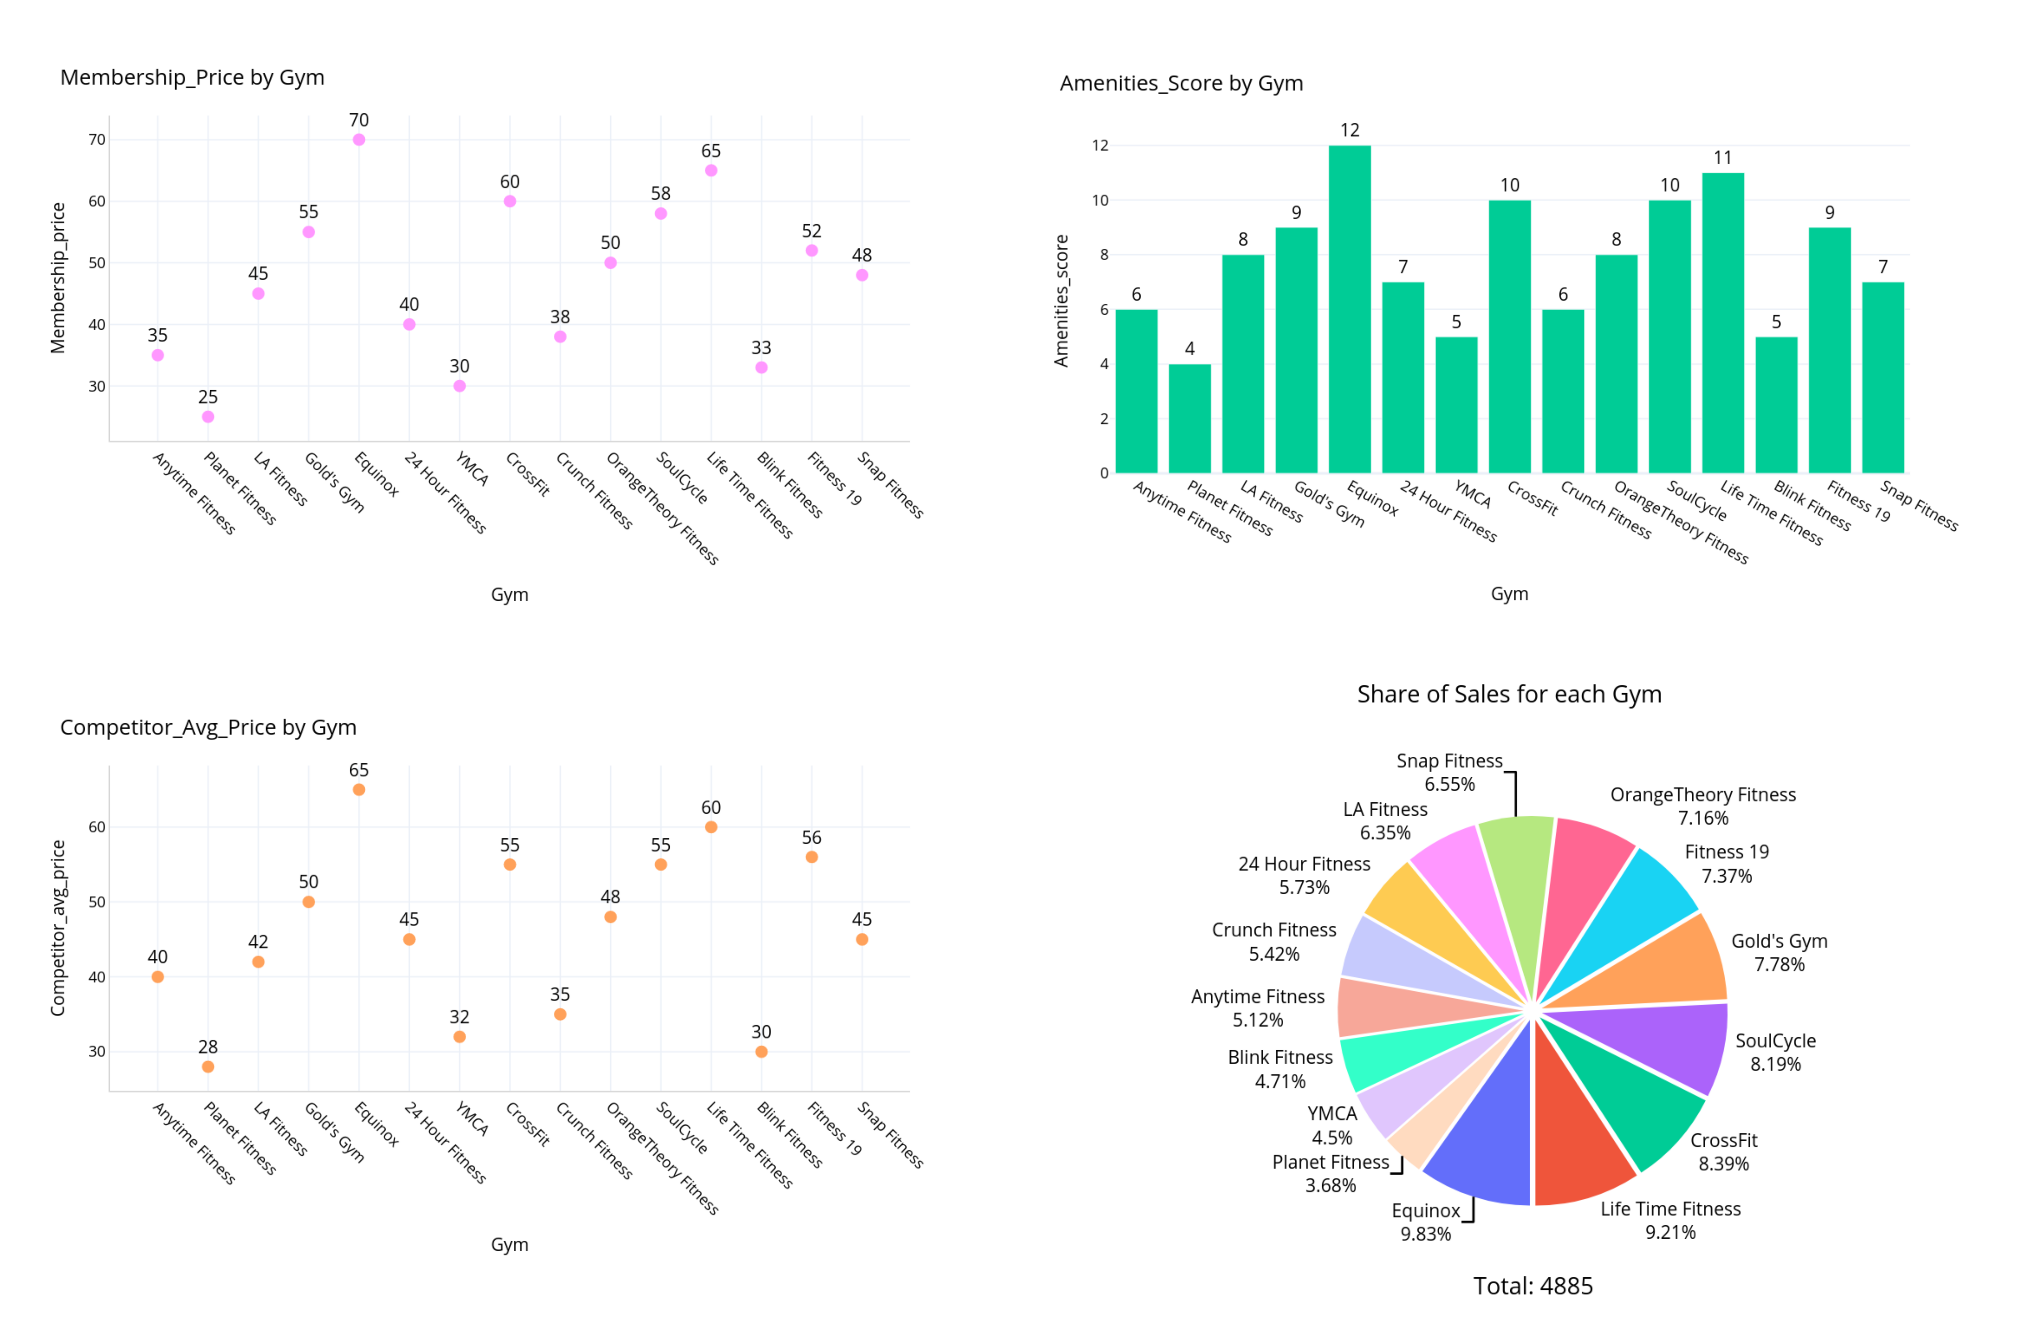 Membership_Price by Gym
Membership_price
70
60
50
40
30
35
25
45
55
70
40
30
60
38
50
58
65
33
52
48
Anytime Fitness
Planet Fitness
LA Fitness
Gold's Gym
Equinox
24 Hour Fitness
YMCA
CrossFit
Crunch Fitness
OrangeTheory Fitness
SoulCycle
Life Time Fitness
Blink Fitness
Fitness 19
Snap Fitness
Gym
Amenities_Score by Gym
Amenities_score
12
10
8
6
4
2
0
6
4
8
9
12
7
5
10
6
8
10
11
5
9
7
Anytime Fitness
Planet Fitness
LA Fitness
Gold's Gym
Equinox
24 Hour Fitness
YMCA
CrossFit
Crunch Fitness
OrangeTheory Fitness
SoulCycle
Life Time Fitness
Blink Fitness
Fitness 19
Snap Fitness
Gym
Competitor_Avg_Price by Gym
Competitor_avg_price
60
50
40
30
40
28
42
50
65
45
32
55
35
48
55
60
30
56
45
Anytime Fitness
Planet Fitness
LA Fitness
Gold's Gym
Equinox
24 Hour Fitness
YMCA
CrossFit
Crunch Fitness
OrangeTheory Fitness
SoulCycle
Life Time Fitness
Blink Fitness
Fitness 19
Snap Fitness
Gym
Share of Sales for each Gym
Snap Fitness
6.55%
OrangeTheory Fitness
7.16%
LA Fitness
6.35%
Fitness 19
7.37%
24 Hour Fitness
5.73%
Gold's Gym
7.78%
Crunch Fitness
5.42%
Anytime Fitness
5.12%
SoulCycle
8.19%
Blink Fitness
4.71%
YMCA
4.5%
CrossFit
8.39%
Planet Fitness
3.68%
Equinox
9.83%
Life Time Fitness
9.21%
Total: 4885